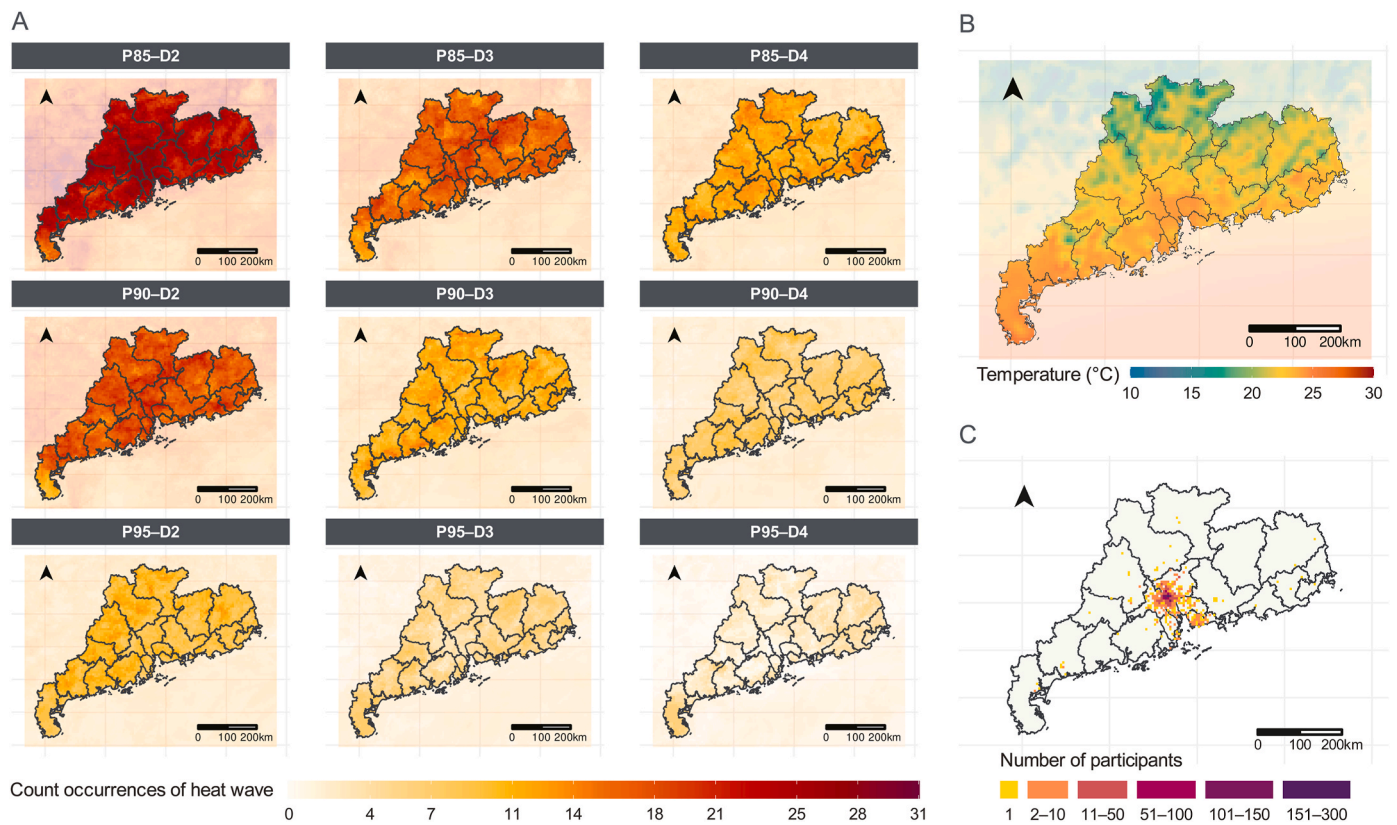 A
P85–D2
P85–D3
P85–D4
0 100 200km
0 100 200km
0 100 200km
P90–D2
P90–D3
P90–D4
0 100 200km
0 100 200km
0 100 200km
P95–D2
P95–D3
P95–D4
0 100 200km
0 100 200km
0 100 200km
Count occurrences of heat wave
0 4 7 11 14 18 21 25 28 31
B
0 100 200km
Temperature (°C)
10 15 20 25 30
C
0 100 200km
Number of participants
1 2–10 11–50 51–100 101–150 151–300